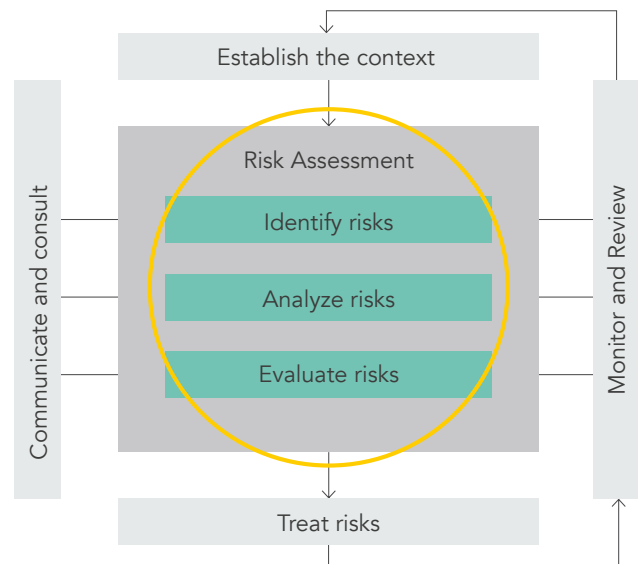 Establish the context
Risk Assessment
Identify risks
Analyze risks
Evaluate risks
Treat risks
Communicate and consult
Monitor and Review